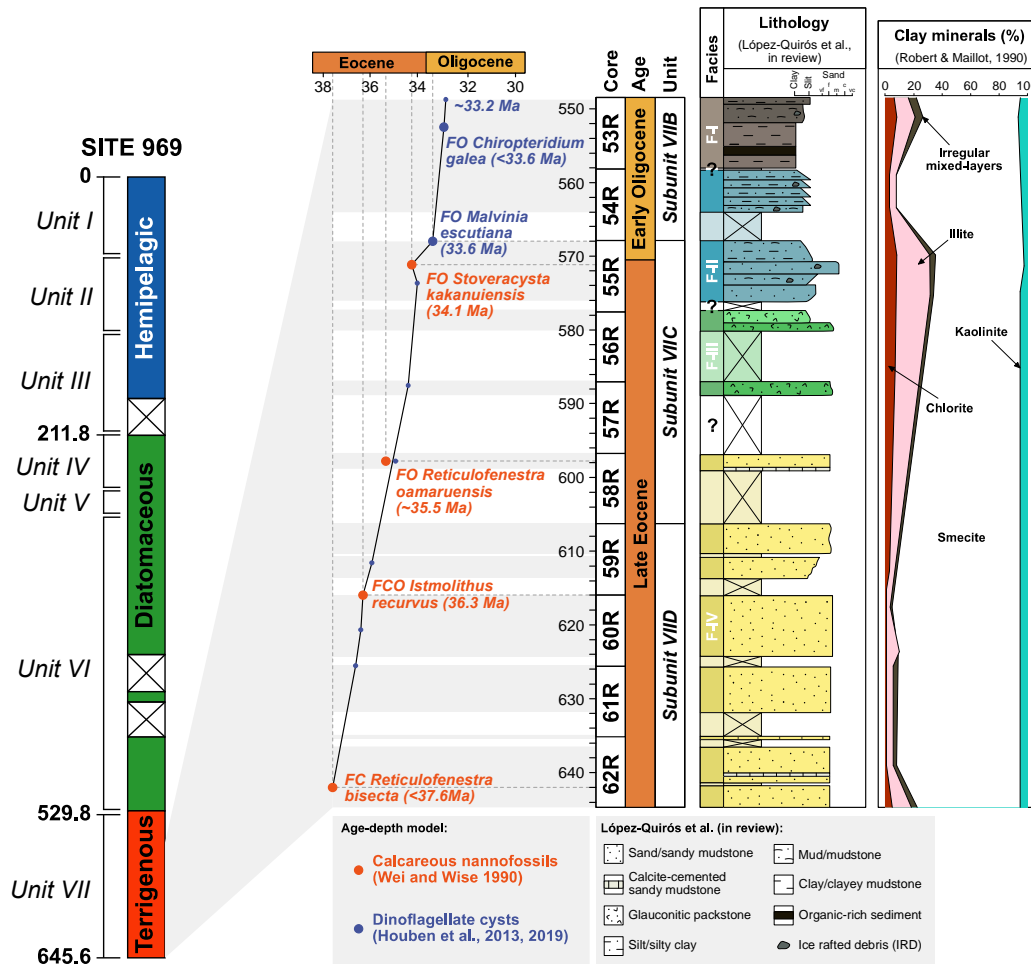 SITE 969
0
Unit I
Unit II
Unit III
211.8
Unit IV
Unit V
Unit VI
529.8
Unit VII
645.6
Hemipelagic
Diatomaceous
Terrigenous
Eocene
Oligocene
38
36
34
32
30
~33.2 Ma
FO Chiropteridium
galea (<33.6 Ma)
FO Malvinia
escutiana
(33.6 Ma)
FO Stoveracysta
kakanuiensis
(34.1 Ma)
FO Reticulofenestra
oamaruensis
(~35.5 Ma)
FCO Istmolithus
recurvus (36.3 Ma)
FC Reticulofenestra
bisecta (<37.6Ma)
550
560
570
580
590
600
610
620
630
640
Core
53R
54R
55R
56R
57R
58R
59R
60R
61R
62R
Age
Early Oligocene
Late Eocene
Unit
Subunit VIIB
Subunit VIIC
Subunit VIID
Facies
F-I
?
F-II
?
F-III
?
F-IV
Lithology
(López-Quirós et al.,
in review)
Clay
Slit
Sand
Clay minerals (%)
(Robert & Maillot, 1990)
0
20
40
60
80
10
Irregular
mixed-layers
Illite
Kaolinite
Chlorite
Smecite
Age-depth model:
Calcareous nannofossils
(Wei and Wise 1990)
Dinoflagellate cysts
(Houben et al., 2013, 2019)
López-Quirós et al. (in review):
Sand/sandy mudstone
Calcite-cemented
sandy mudstone
Glauconitic packstone
Silt/silty clay
Mud/mudstone
Clay/clayey mudstone
Organic-rich sediment
Ice rafted debris (IRD)